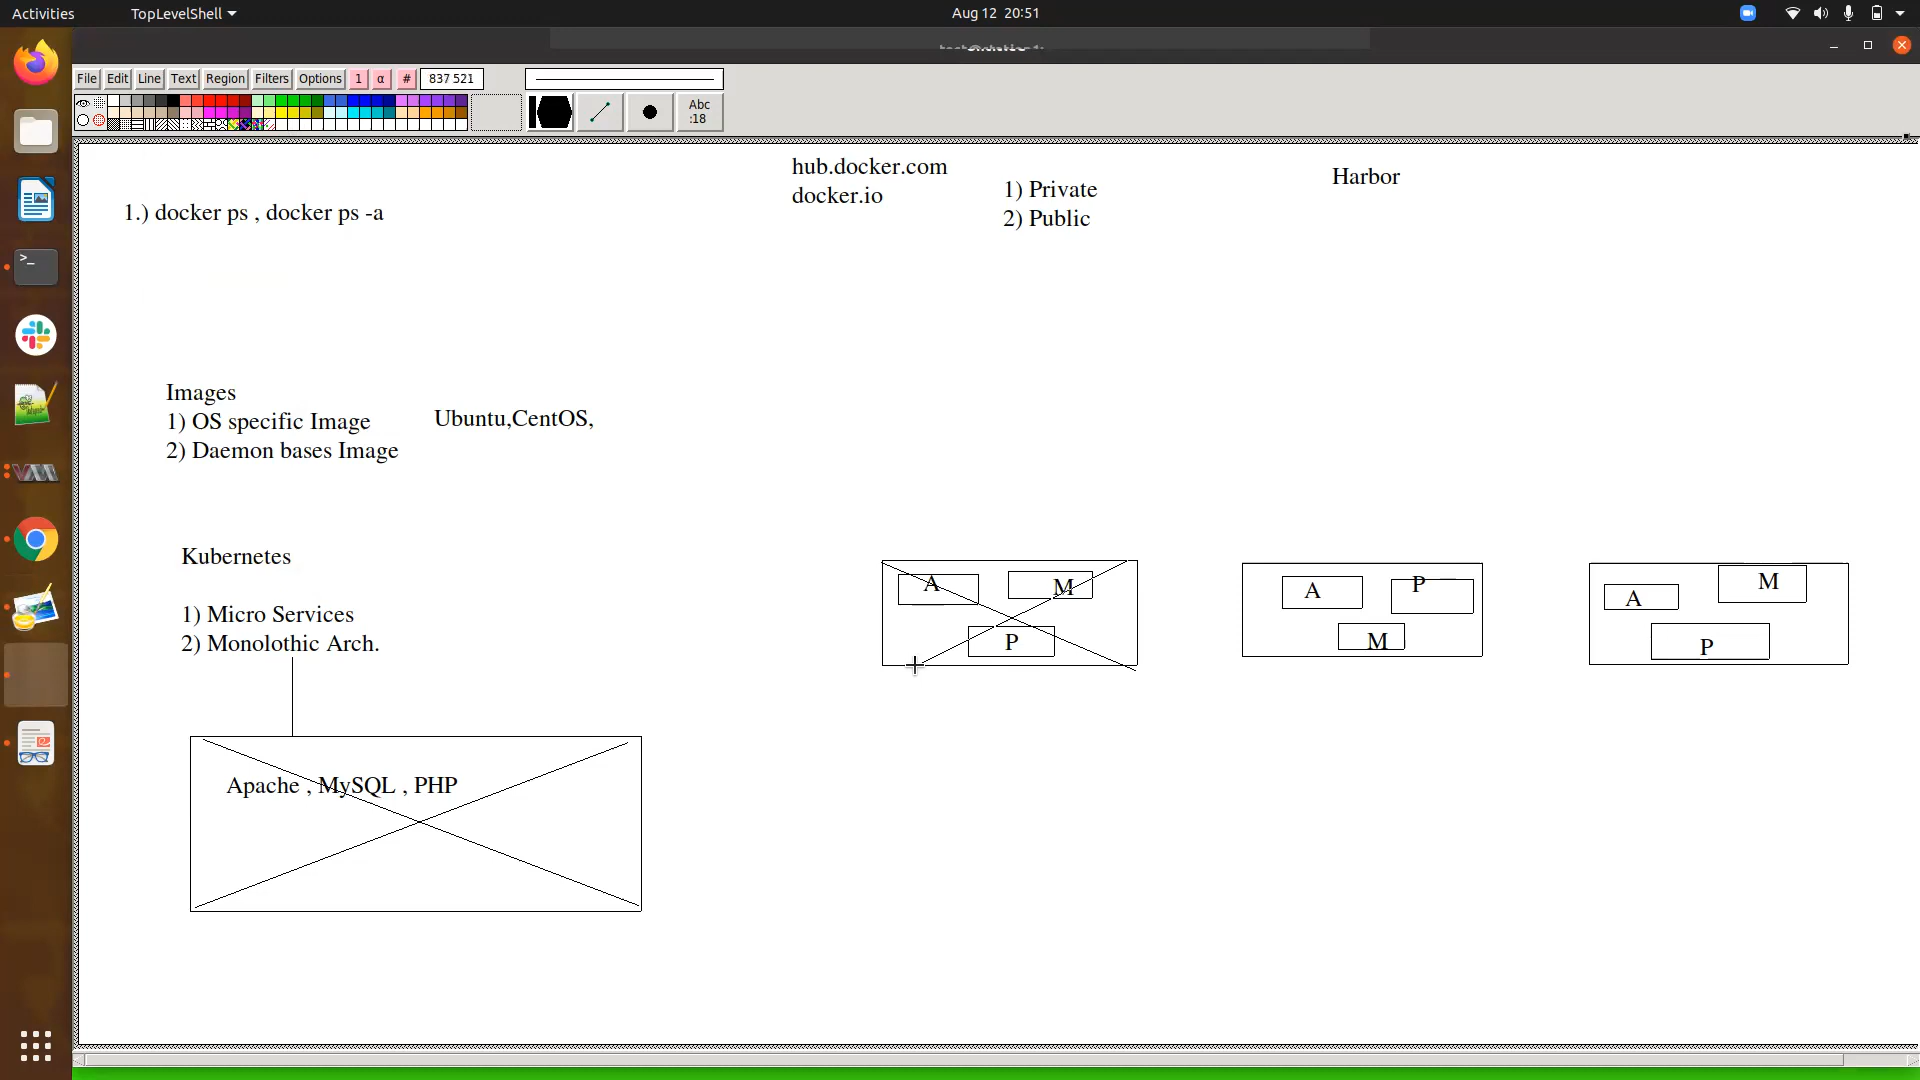 Activities
TopLevelShell
Aug 12 20:51
File Edit Line Text Region Filters Options 1 α # 837 521
Abc
:18
hub.docker.com
docker.io
1) Private
2) Public
Harbor
1.) docker ps , docker ps -a
Images
1) OS specific Image
2) Daemon bases Image
Ubuntu,CentOS,
Kubernetes
1) Micro Services
2) Monolothic Arch.
A M
P
A P
M
A M
P
Apache , MySQL , PHP